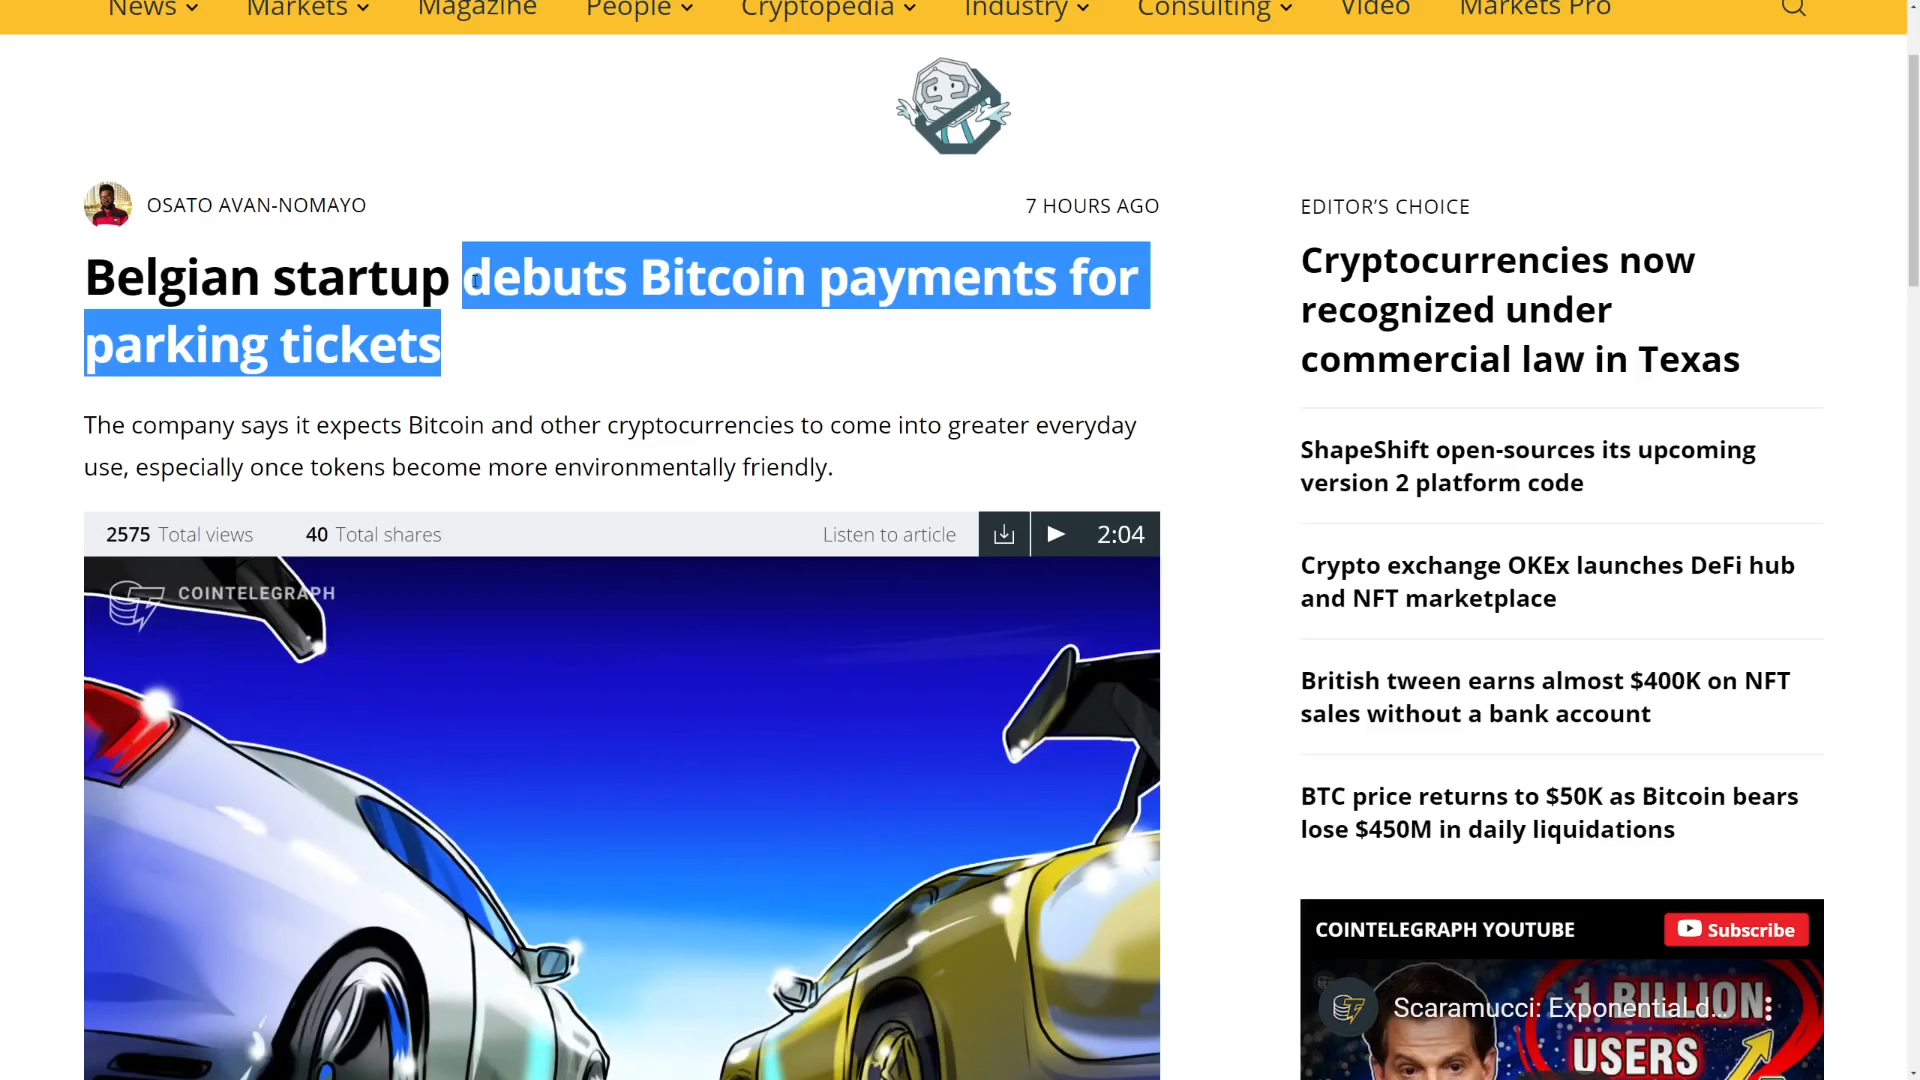 News Markets Magazine People Cryptopedia Industry Consulting Video Markets Pro
OSATO AVAN-NOMAYO
7 HOURS AGO
Belgian startup debuts Bitcoin payments for
parking tickets
The company says it expects Bitcoin and other cryptocurrencies to come into greater everyday
use, especially once tokens become more environmentally friendly.
2575 Total views 40 Total shares Listen to article 2:04
COINTELEGRAPH
EDITOR'S CHOICE
Cryptocurrencies now
recognized under
commercial law in Texas
ShapeShift open-sources its upcoming
version 2 platform code
Crypto exchange OKEx launches DeFi hub
and NFT marketplace
British tween earns almost $400K on NFT
sales without a bank account
BTC price returns to $50K as Bitcoin bears
lose $450M in daily liquidations
COINTELEGRAPH YOUTUBE Subscribe
Scaramucci: Exponential d...
1 BILLION
USERS